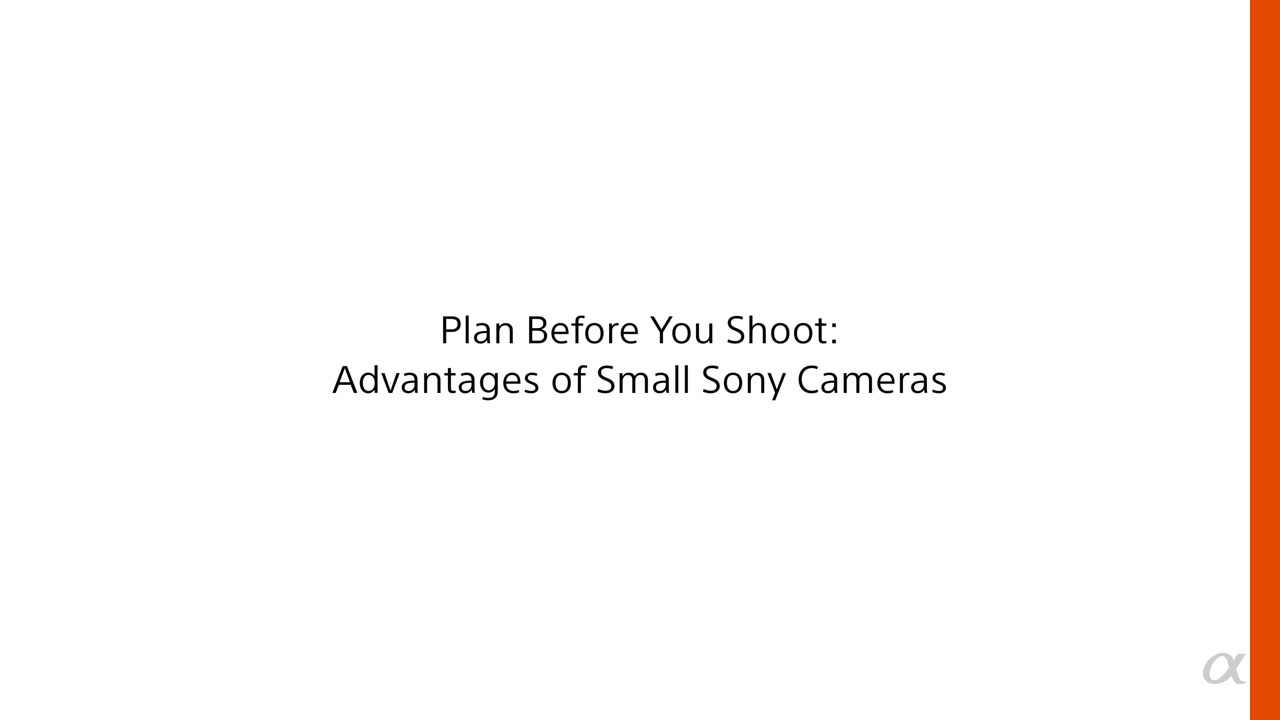 Plan Before You Shoot:
Advantages of Small Sony Cameras
α